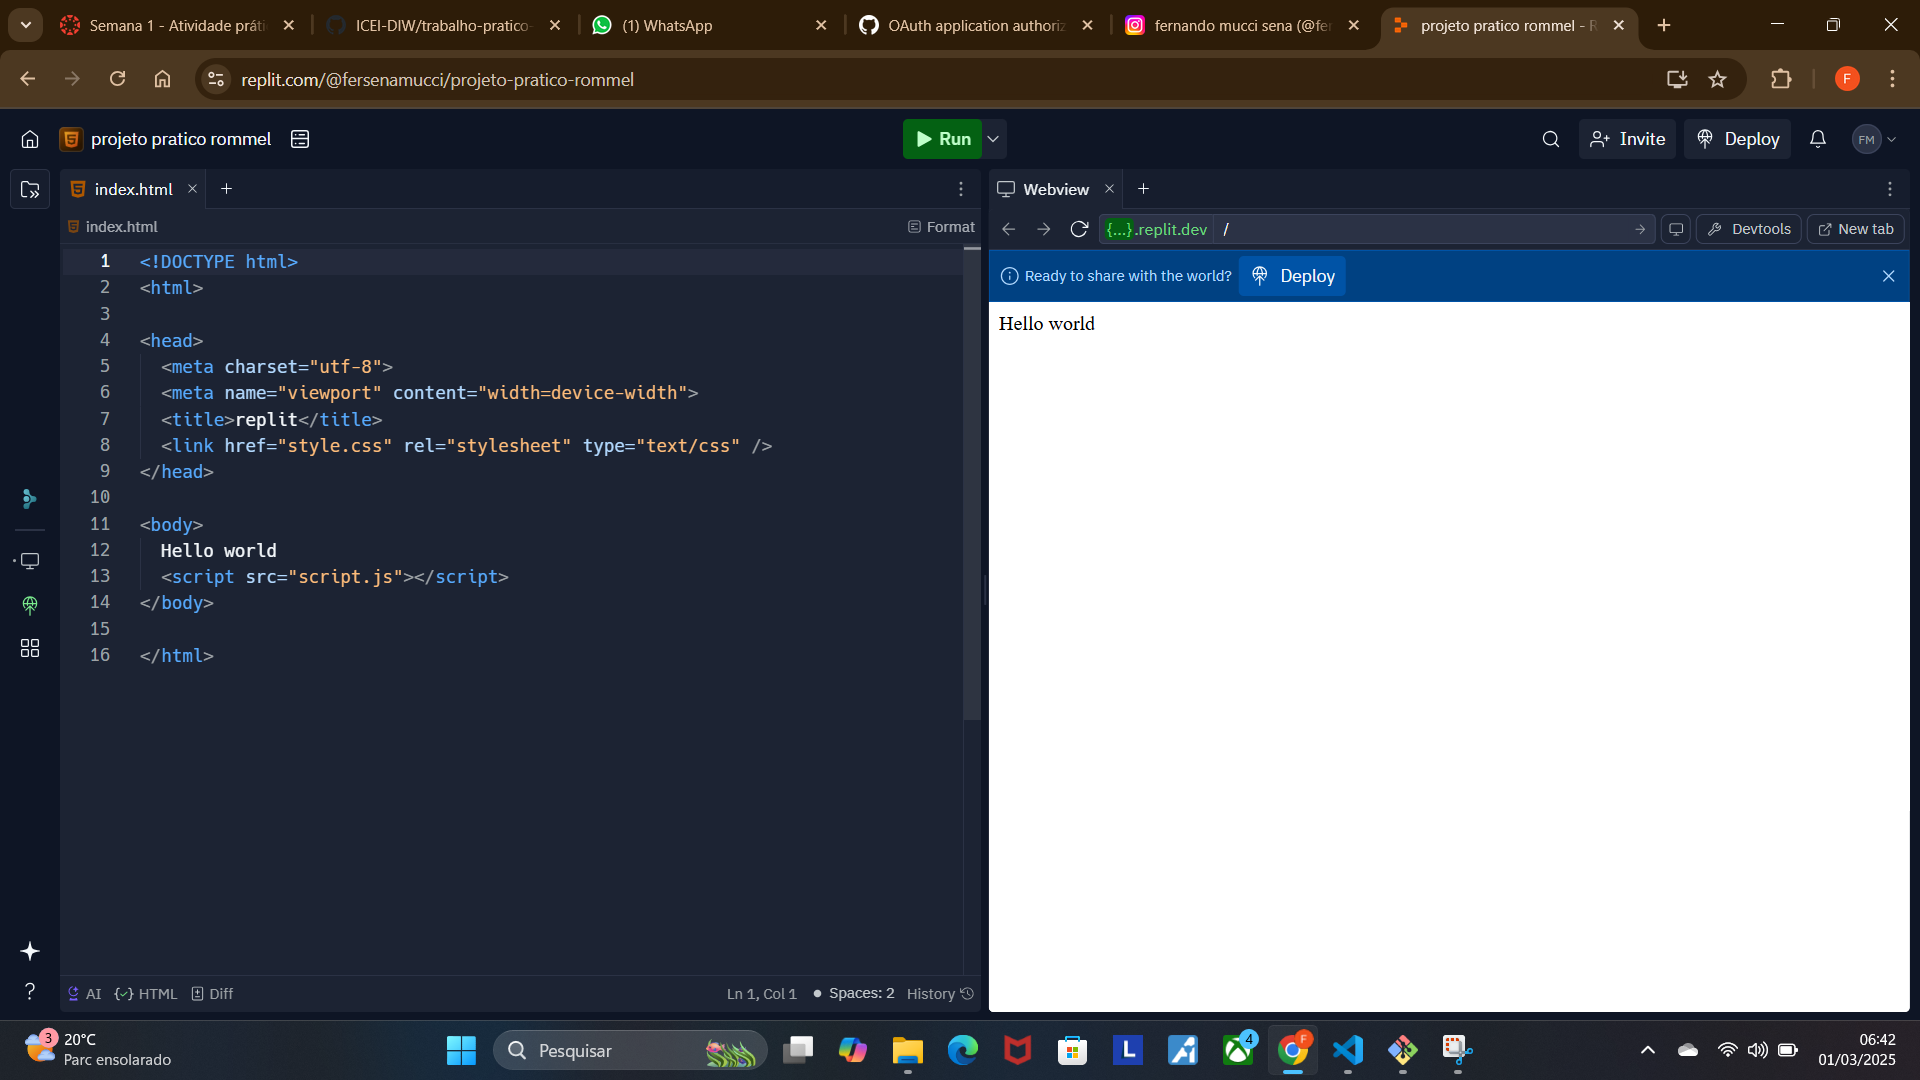 Semana 1 - Atividade práti
ICEI-DIW/trabalho-pratico-
(1) WhatsApp
OAuth application authoriz
fernando mucci sena (@fer
projeto pratico rommel - R
replit.com/@fersenamucci/projeto-pratico-rommel
F
projeto pratico rommel
Run
Invite
Deploy
FM
index.html
Webview
index.html
Format
{...}.replit.dev /
Devtools
New tab
Ready to share with the world?
Deploy
Hello world
1 <!DOCTYPE html>
2 <html>
3
4 <head>
5 <meta charset="utf-8">
6 <meta name="viewport" content="width=device-width">
7 <title>replit</title>
8 <link href="style.css" rel="stylesheet" type="text/css" />
9 </head>
10
11 <body>
12 Hello world
13 <script src="script.js"></script>
14 </body>
15
16 </html>
?
AI
HTML
Diff
Ln 1, Col 1
Spaces: 2
History
3
20°C
Parc ensolarado
Pesquisar
L
4
F
06:42
01/03/2025